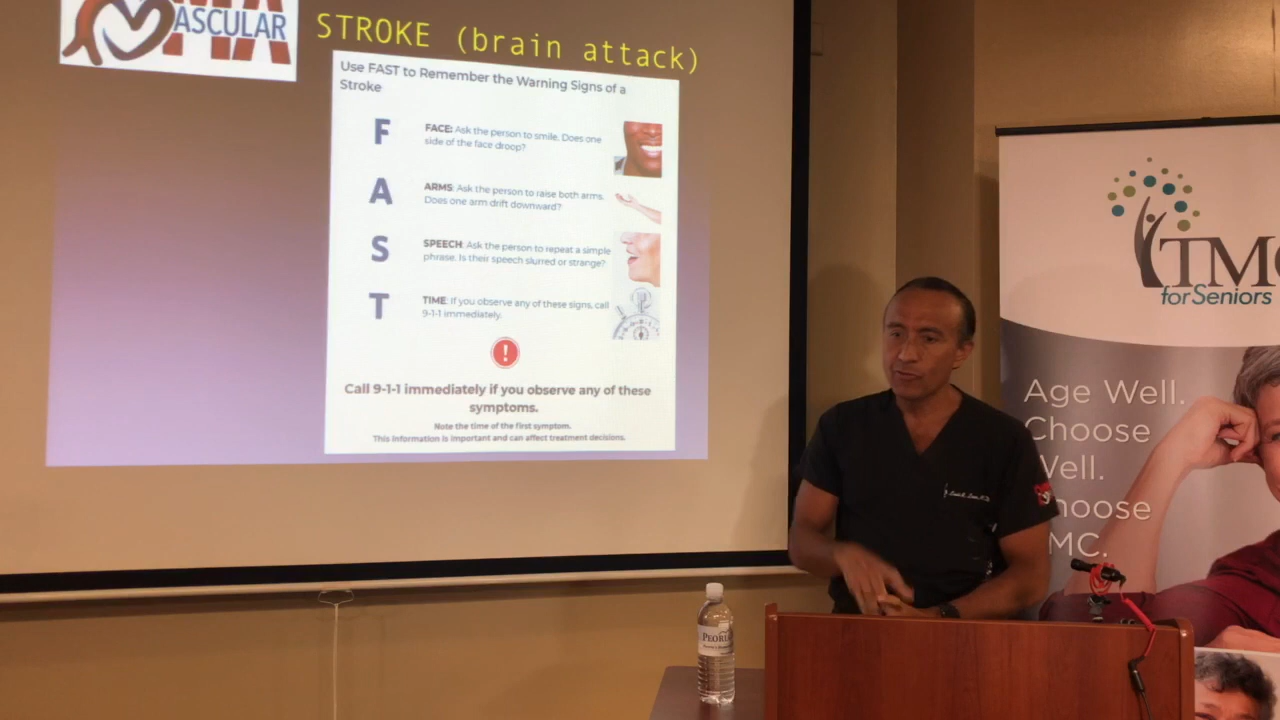 ASCULAR
STROKE (brain attack)
Use FAST to Remember the Warning Signs of a
Stroke
F
FACE: Ask the person to smile. Does one
side of the face droop?
A
ARMS: Ask the person to raise both arms.
Does one arm drift downward?
S
SPEECH: Ask the person to repeat a simple
phrase. Is their speech slurred or strange?
T
TIME: If you observe any of these signs, call
9-1-1 immediately.
!
Call 9-1-1 immediately if you observe any of these
symptoms.
Note the time of the first symptom.
This information is important and can affect treatment decisions.
TMC
for Seniors
Age Well.
Choose
Well.
Choose
MC.